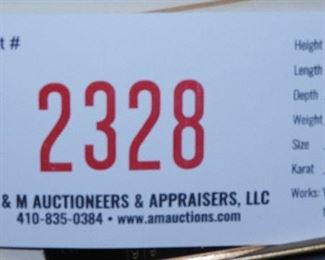 t #
2328
& M AUCTIONEERS & APPRAISERS, LLC
410-835-0384 • www.amauctions.com
Height
Length
Depth
Weight
Size
Karat
Works: